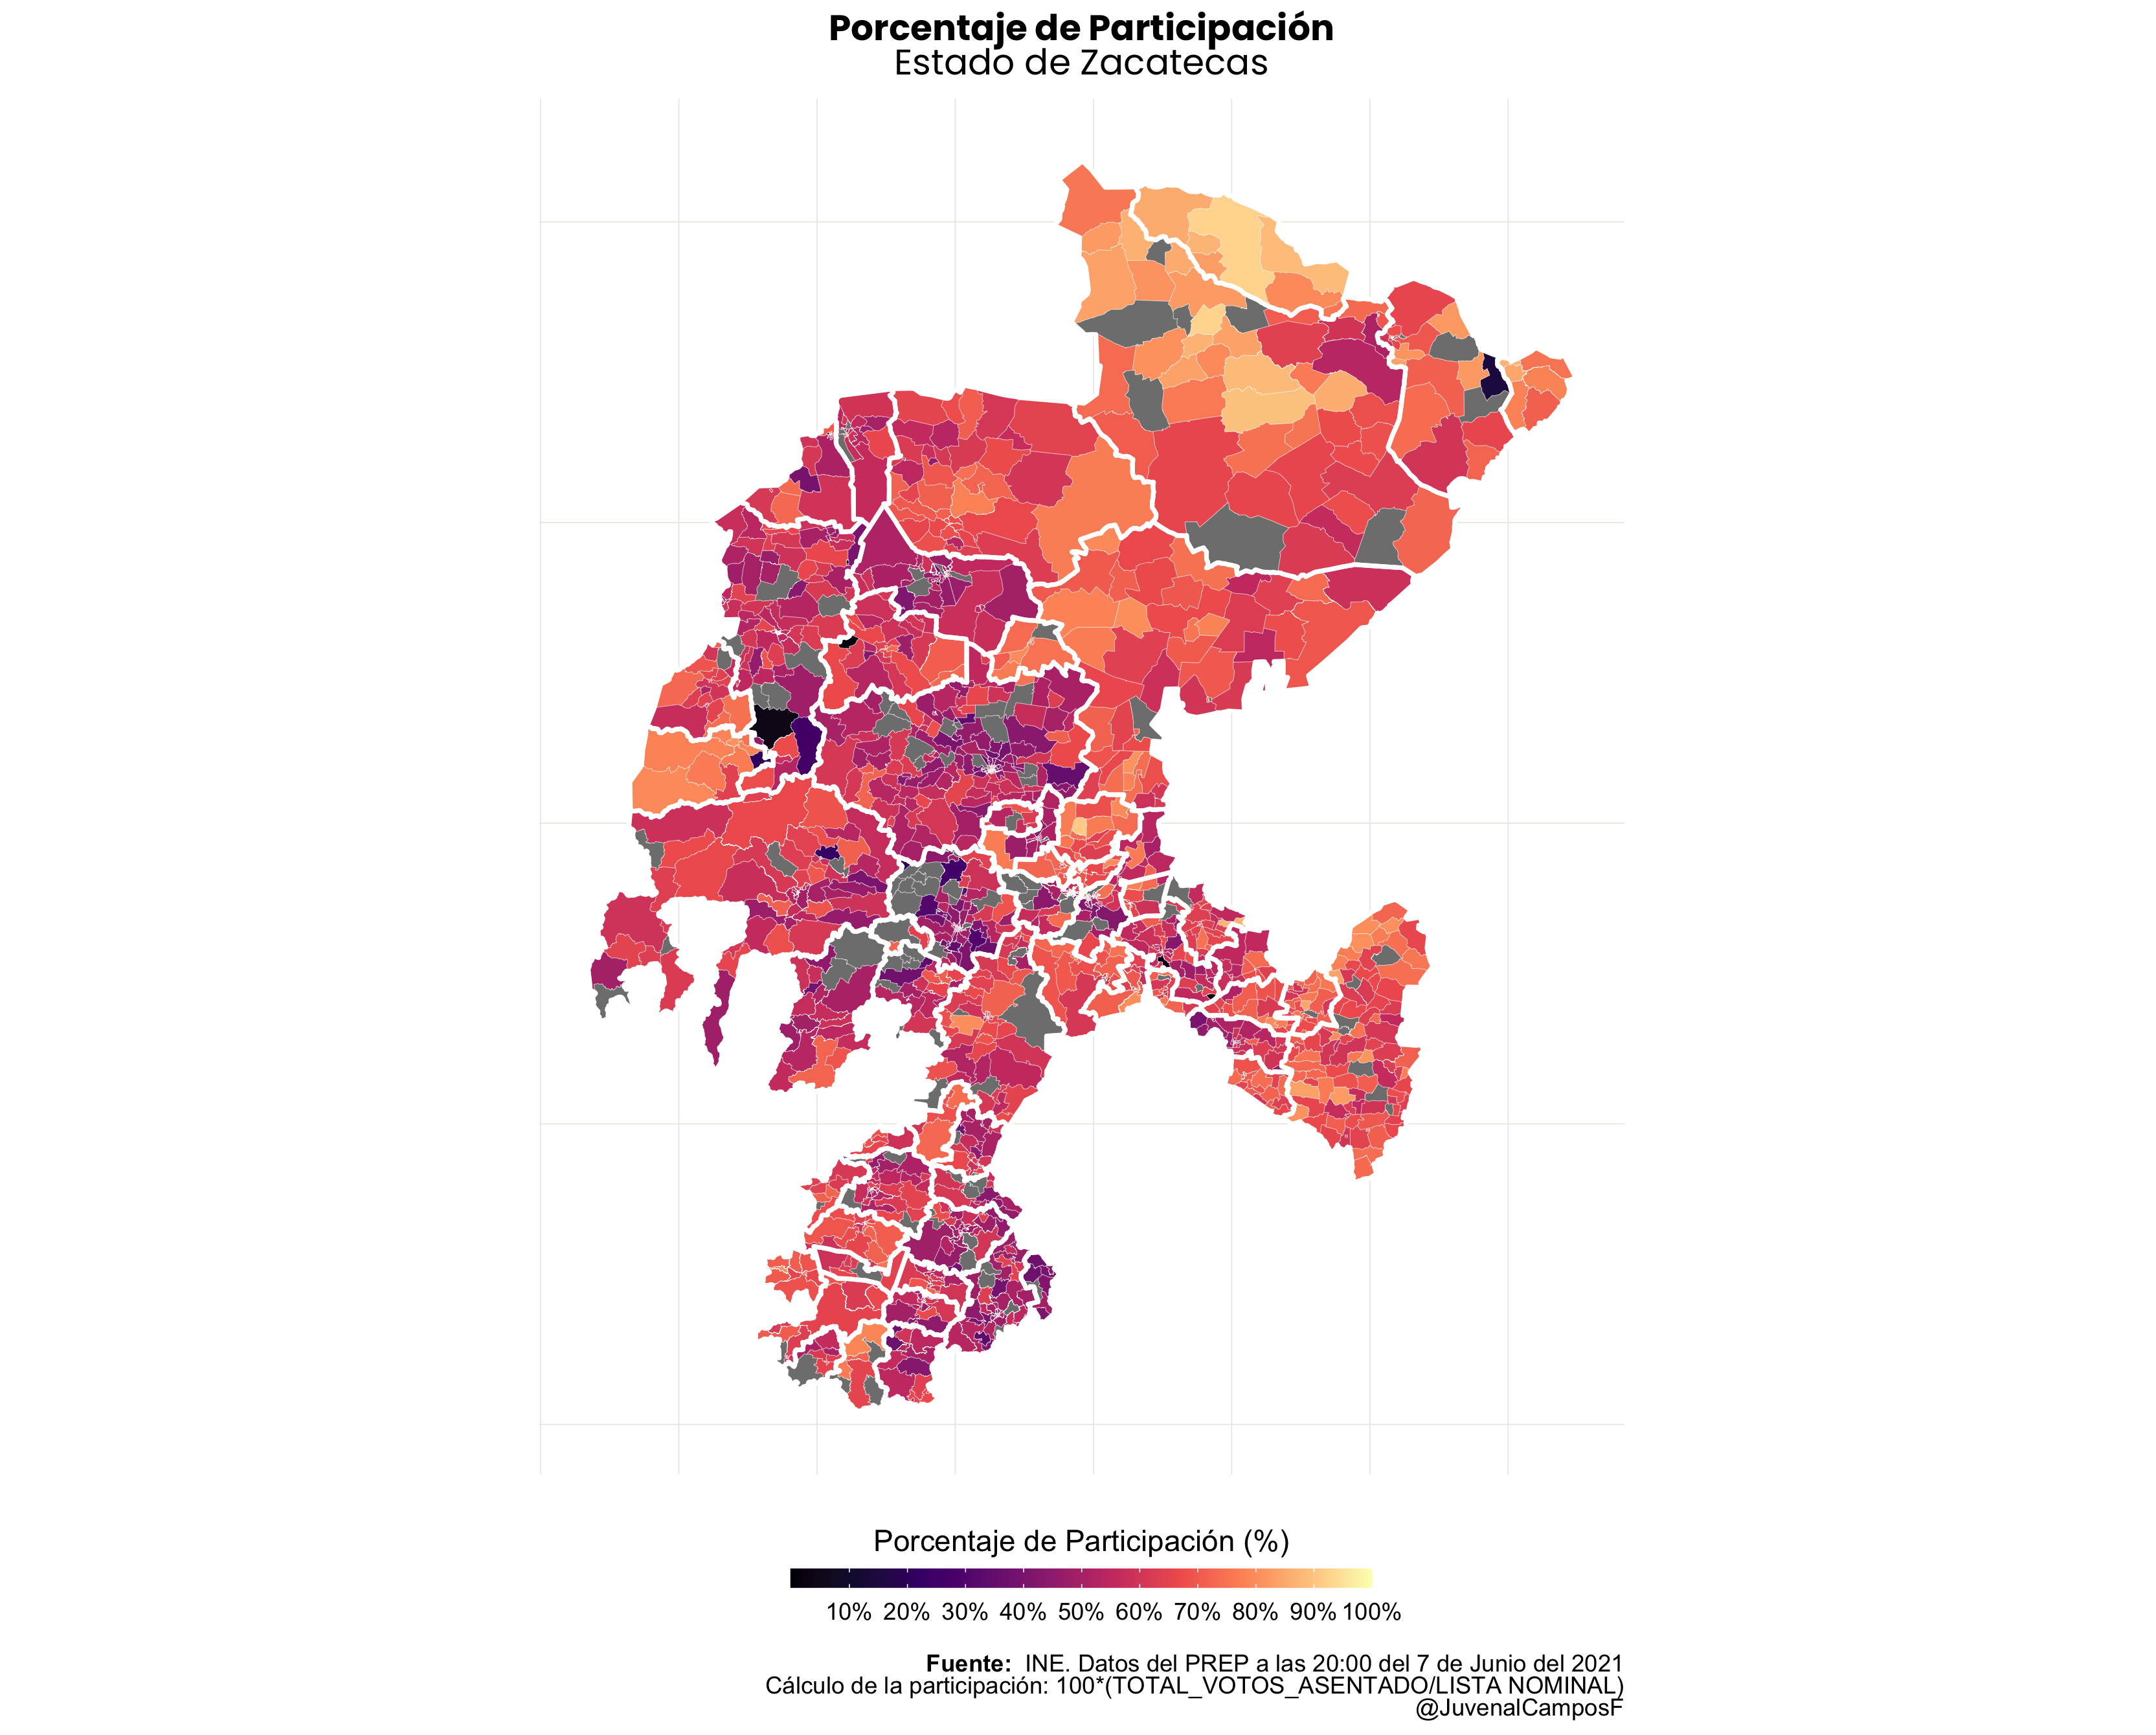 Porcentaje de Participación
Estado de Zacatecas
Porcentaje de Participación (%)
10% 20% 30% 40% 50% 60% 70% 80% 90% 100%
Fuente: INE. Datos del PREP a las 20:00 del 7 de Junio del 2021
Cálculo de la participación: 100*(TOTAL_VOTOS_ASENTADO/LISTA NOMINAL)
@JuvenalCamposF